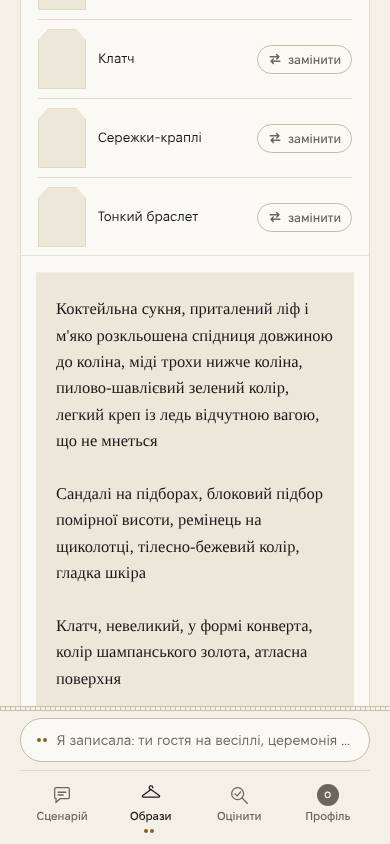 Клатч
замінити
Сережки-краплі
замінити
Тонкий браслет
замінити
Коктейльна сукня, приталений ліф і
м'яко розкльошена спідниця довжиною
до коліна, міді трохи нижче коліна,
пилово-шавлієвий зелений колір,
легкий креп із ледь відчутною вагою,
що не мнеться
Сандалі на підборах, блоковий підбор
помірної висоти, ремінець на
щиколотці, тілесно-бежевий колір,
гладка шкіра
Клатч, невеликий, у формі конверта,
колір шампанського золота, атласна
поверхня
Я записала: ти гостя на весіллі, церемонія ...
Сценарій
Образи
Оцінити
О
Профіль